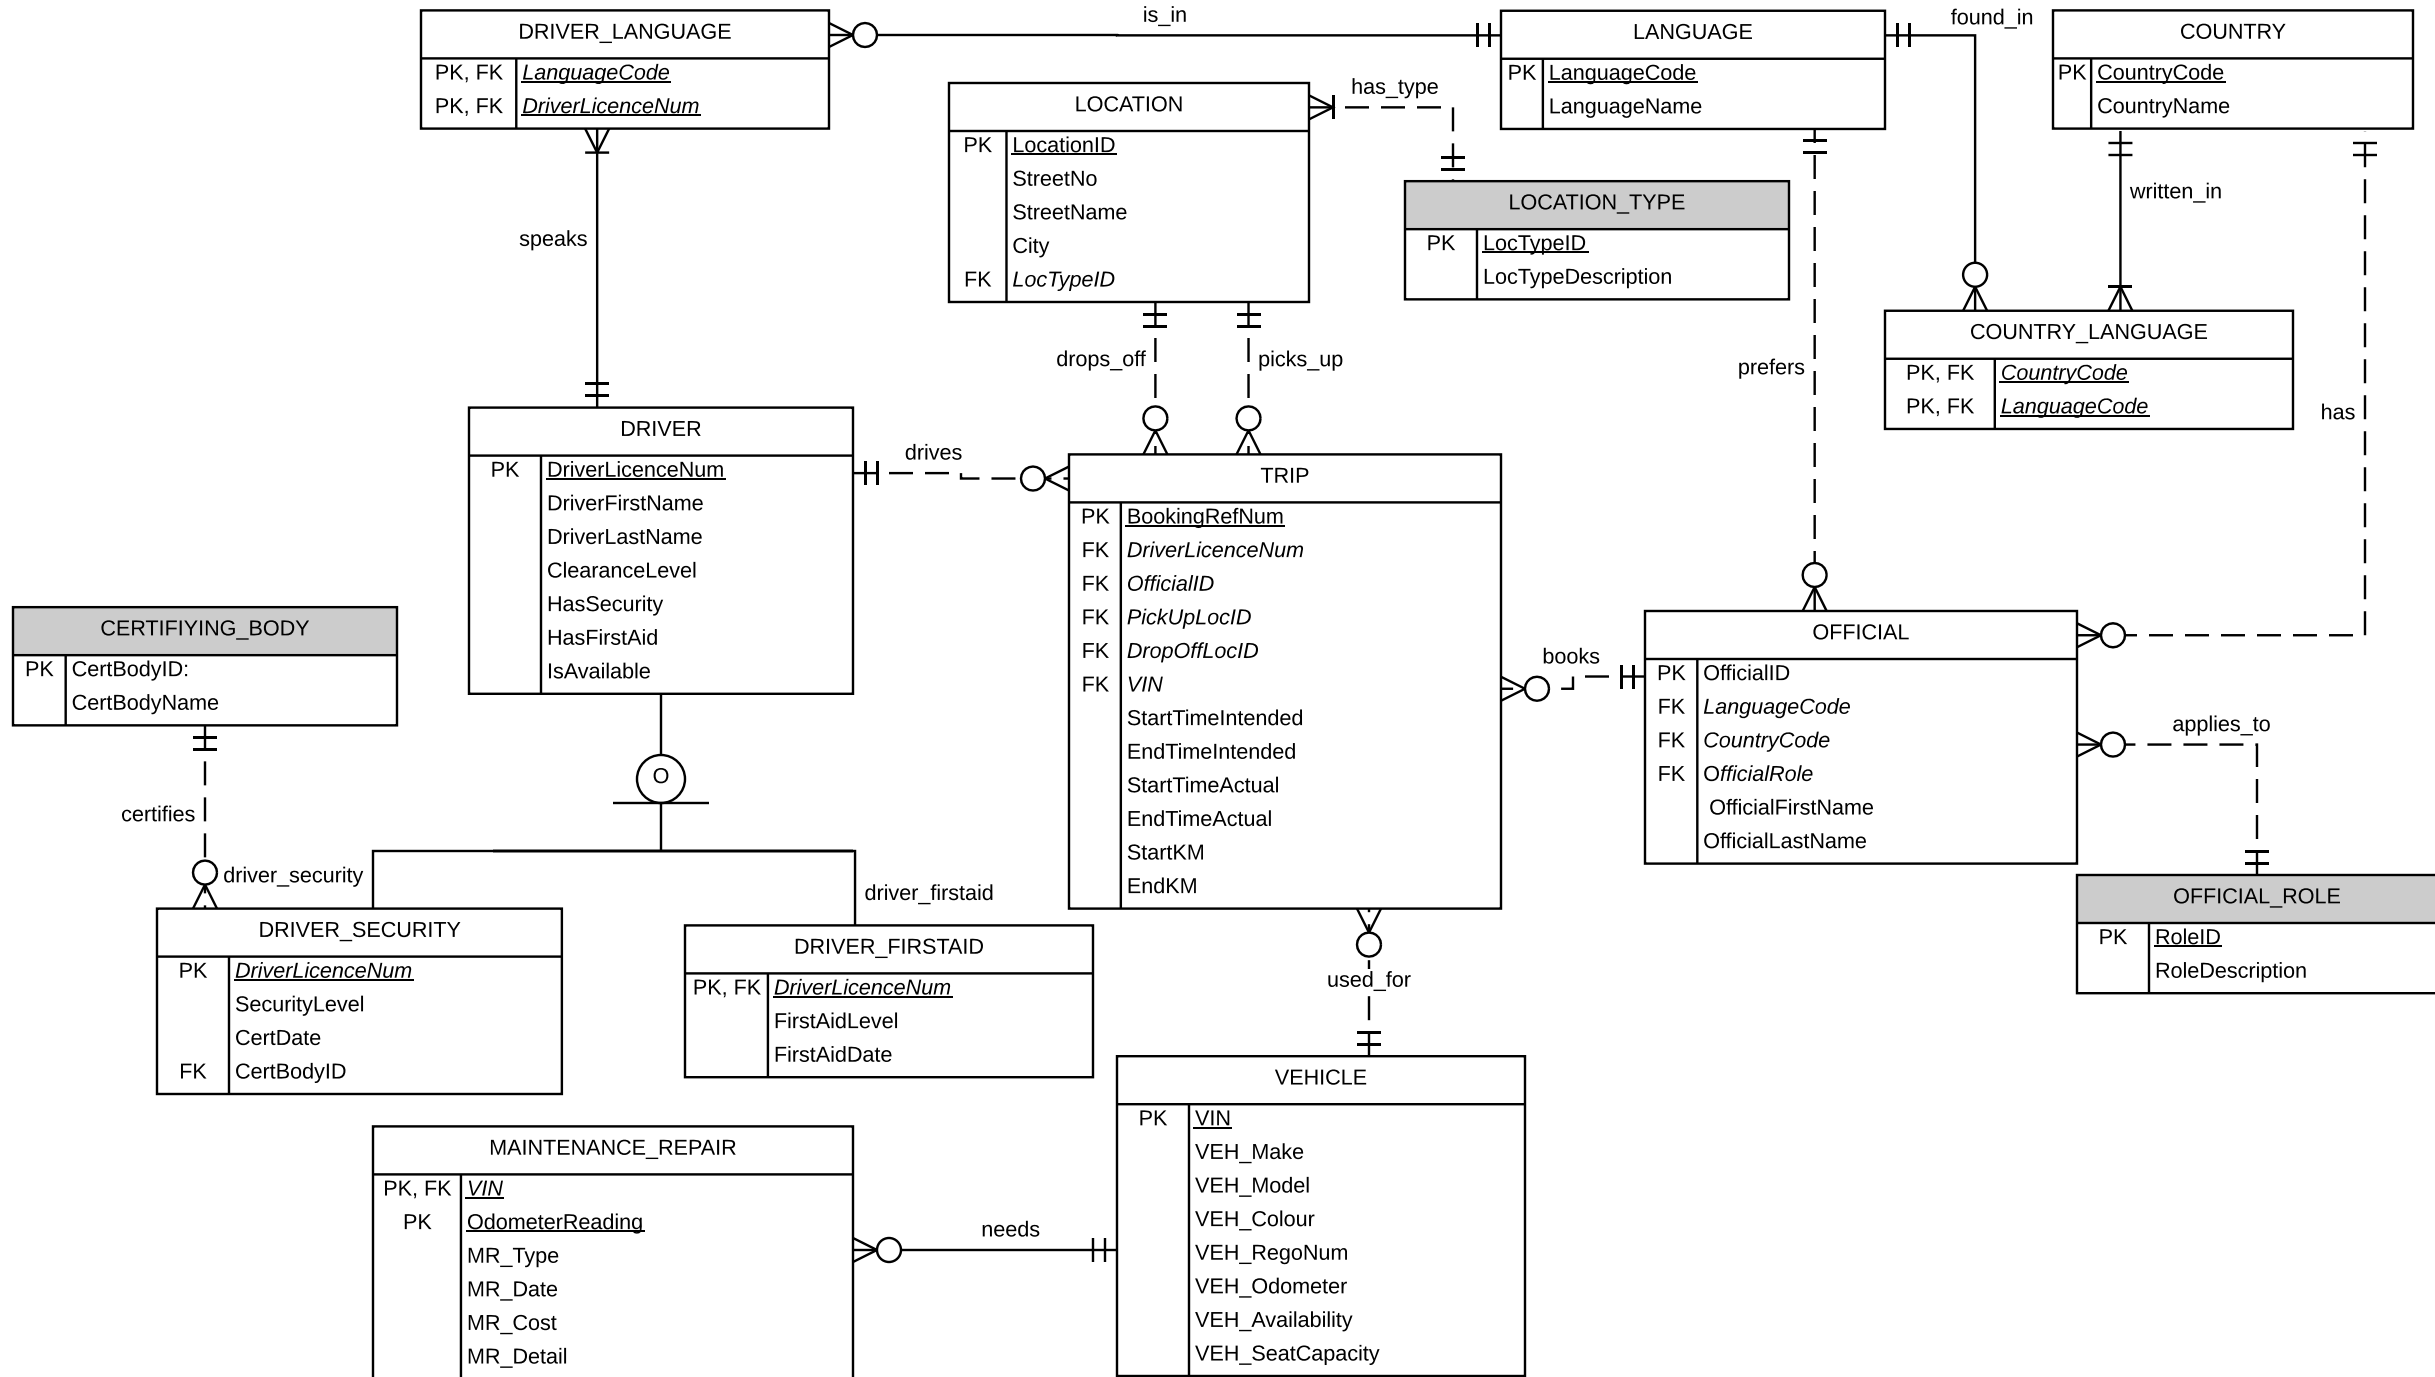 is_in
found_in
DRIVER_LANGUAGE
PK, FK LanguageCode
PK, FK DriverLicenceNum
LANGUAGE
PK LanguageCode
LanguageName
COUNTRY
PK CountryCode
CountryName
LOCATION
PK LocationID
StreetNo
StreetName
City
FK LocTypeID
has_type
LOCATION_TYPE
PK LocTypeID
LocTypeDescription
written_in
speaks
drops_off
picks_up
prefers
COUNTRY_LANGUAGE
PK, FK CountryCode
PK, FK LanguageCode
has
DRIVER
PK DriverLicenceNum
DriverFirstName
DriverLastName
ClearanceLevel
HasSecurity
HasFirstAid
IsAvailable
drives
TRIP
PK BookingRefNum
FK DriverLicenceNum
FK OfficialID
FK PickUpLocID
FK DropOffLocID
FK VIN
StartTimeIntended
EndTimeIntended
StartTimeActual
EndTimeActual
StartKM
EndKM
books
OFFICIAL
PK OfficialID
FK LanguageCode
FK CountryCode
FK OfficialRole
OfficialFirstName
OfficialLastName
applies_to
CERTIFIYING_BODY
PK CertBodyID:
CertBodyName
O
certifies
driver_security
driver_firstaid
OFFICIAL_ROLE
PK RoleID
RoleDescription
DRIVER_SECURITY
PK DriverLicenceNum
SecurityLevel
CertDate
FK CertBodyID
DRIVER_FIRSTAID
PK, FK DriverLicenceNum
FirstAidLevel
FirstAidDate
used_for
VEHICLE
PK VIN
VEH_Make
VEH_Model
VEH_Colour
VEH_RegoNum
VEH_Odometer
VEH_Availability
VEH_SeatCapacity
MAINTENANCE_REPAIR
PK, FK VIN
PK OdometerReading
MR_Type
MR_Date
MR_Cost
MR_Detail
needs